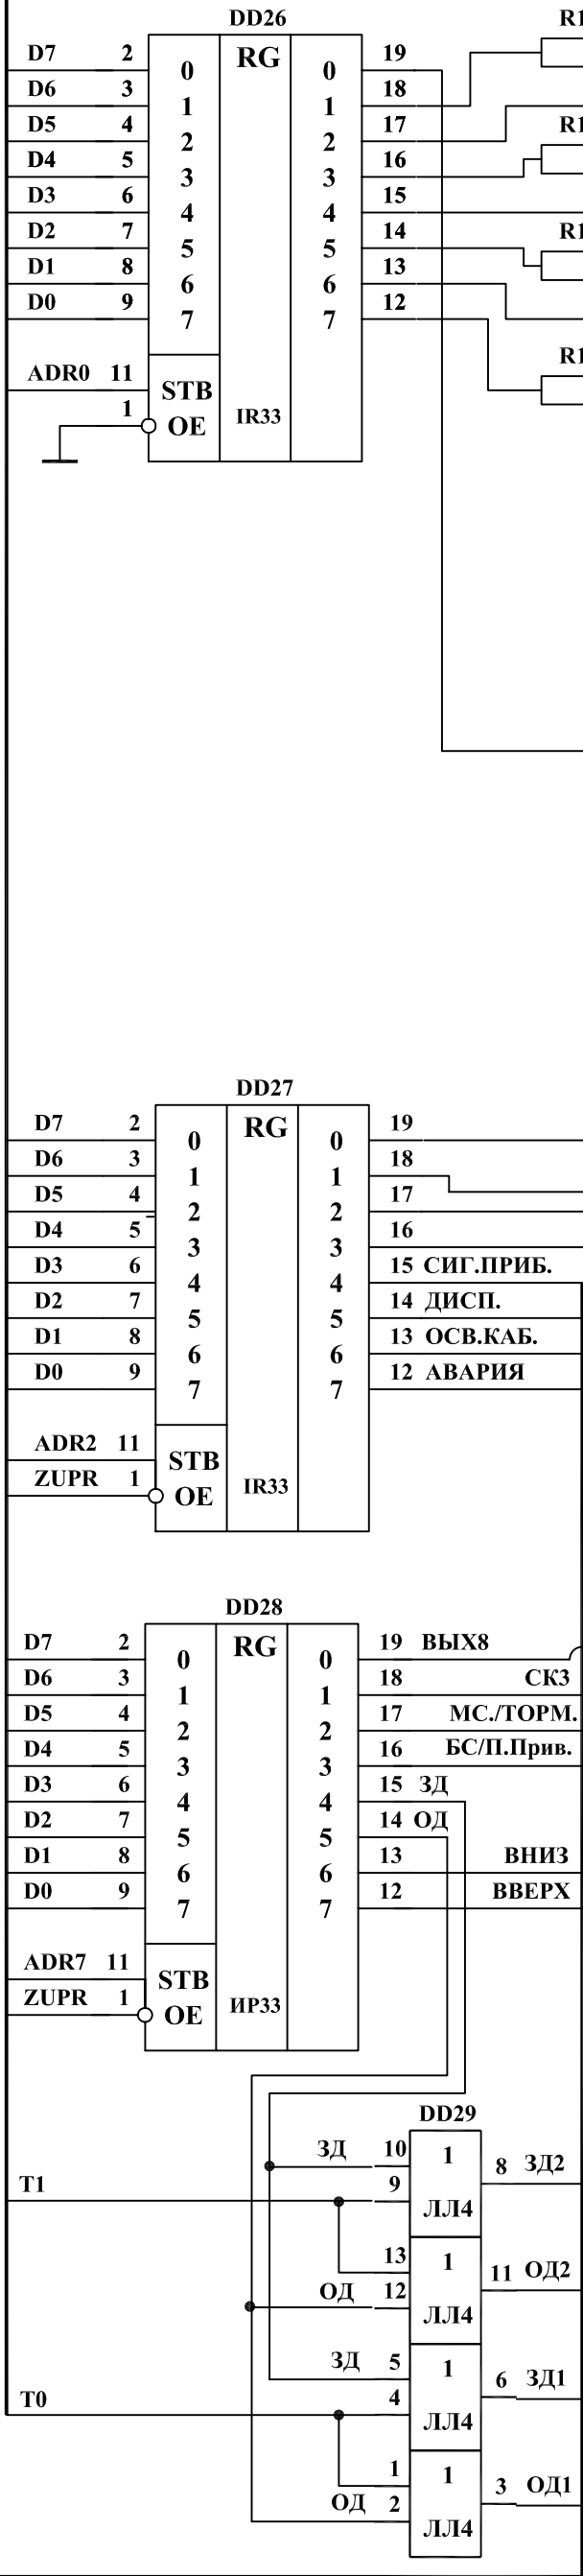 DD26 R1
D7 2 RG 19
0 0
D6 3 18
1 1
D5 4 17 R1
2 2
D4 5 16
3 3
D3 6 15
4 4
D2 7 14 R1
5 5
D1 8 13
6 6
D0 9 12
7 7
R1
ADR0 11
STB
1 IR33
OE
DD27
D7 2 RG 19
0 0
D6 3 18
1 1
D5 4 17
2 2
D4 5 16
3 3
D3 6 15 СИГ.ПРИБ.
4 4
D2 7 14 ДИСП.
5 5
D1 8 13 ОСВ.КАБ.
6 6
D0 9 12 АВАРИЯ
7 7
ADR2 11
STB
ZUPR 1 IR33
OE
DD28
D7 2 RG 19 ВЫХ8
0 0
D6 3 18 СК3
1 1
D5 4 17 МС./ТОРМ.
2 2
D4 5 16 БС/П.Прив.
3 3
D3 6 15 ЗД
4 4
D2 7 14 ОД
5 5
D1 8 13 ВНИЗ
6 6
D0 9 12 ВВЕРХ
7 7
ADR7 11
STB
ZUPR 1 ИР33
OE
DD29
ЗД 10 1
8 ЗД2
T1 9
ЛЛ4
13 1
11 ОД2
ОД 12
ЛЛ4
ЗД 5 1
6 ЗД1
T0 4
ЛЛ4
1 1
3 ОД1
ОД 2
ЛЛ4